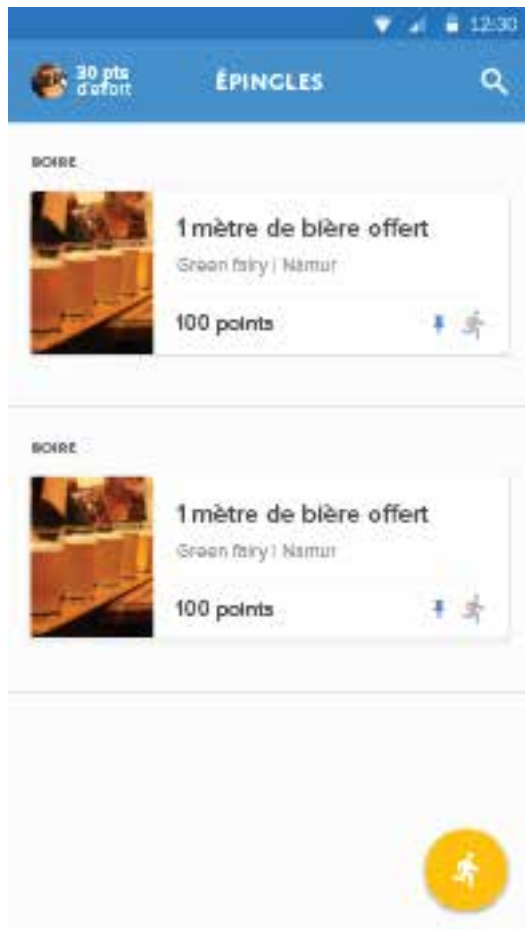 12:30
30 pts
d'effort
ÉPINGLES
BOIRE
1 mètre de bière offert
Green fairy | Namur
100 points
BOIRE
1 mètre de bière offert
Green fairy | Namur
100 points